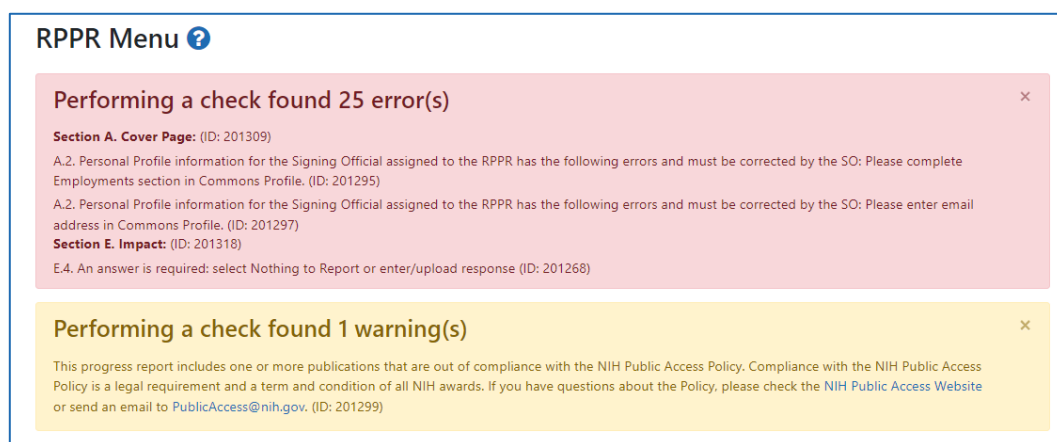 RPPR Menu ?
Performing a check found 25 error(s)
×
Section A. Cover Page: (ID: 201309)
A.2. Personal Profile information for the Signing Official assigned to the RPPR has the following errors and must be corrected by the SO: Please complete
Employments section in Commons Profile. (ID: 201295)
A.2. Personal Profile information for the Signing Official assigned to the RPPR has the following errors and must be corrected by the SO: Please enter email
address in Commons Profile. (ID: 201297)
Section E. Impact: (ID: 201318)
E.4. An answer is required: select Nothing to Report or enter/upload response (ID: 201268)
Performing a check found 1 warning(s)
×
This progress report includes one or more publications that are out of compliance with the NIH Public Access Policy. Compliance with the NIH Public Access
Policy is a legal requirement and a term and condition of all NIH awards. If you have questions about the Policy, please check the NIH Public Access Website
or send an email to PublicAccess@nih.gov. (ID: 201299)